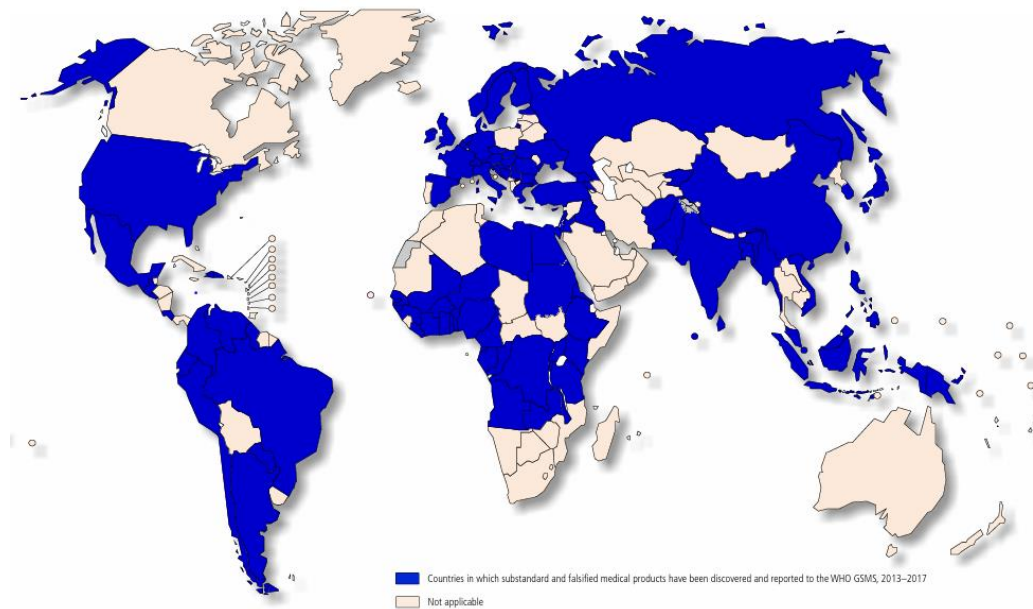 Countries in which substandard and falsified medical products have been discovered and reported to the WHO GSMS, 2013–2017
Not applicable